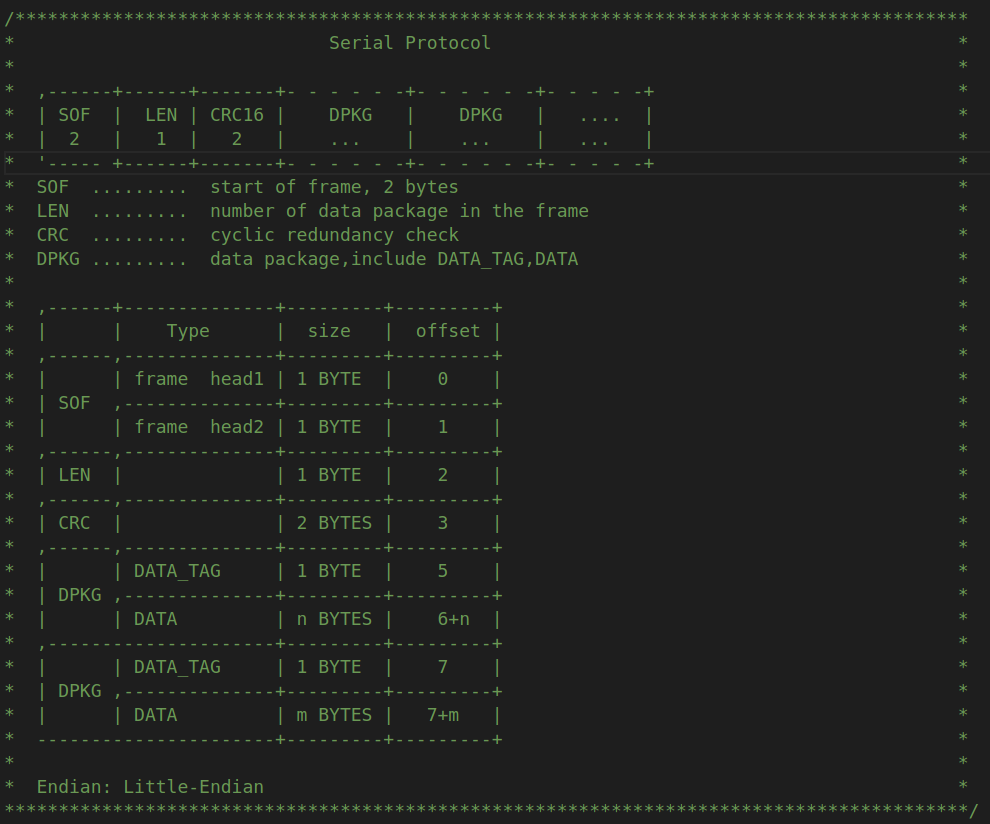 /****************************************************************************************
*                             Serial Protocol                                           *
*                                                                                       *
*  ,------+------+-------+- - - - - -+- - - - - -+- - - - -+                            *
*  | SOF  |  LEN | CRC16 |    DPKG   |    DPKG   |   ....  |                            *
*  |  2   |   1  |   2   |    ...    |    ...    |   ...   |                            *
*  '----- +------+-------+- - - - - -+- - - - - -+- - - - -+                            *
*  SOF  .........  start of frame, 2 bytes                                              *
*  LEN  .........  number of data package in the frame                                  *
*  CRC  .........  cyclic redundancy check                                              *
*  DPKG .........  data package,include DATA_TAG,DATA                                   *
*                                                                                       *
*  ,------+--------------+---------+---------+                                          *
*  |      |    Type      |  size   |  offset |                                          *
*  ,------,--------------+---------+---------+                                          *
*  |      | frame  head1 | 1 BYTE  |    0    |                                          *
*  | SOF  ,--------------+---------+---------+                                          *
*  |      | frame  head2 | 1 BYTE  |    1    |                                          *
*  ,------,--------------+---------+---------+                                          *
*  | LEN  |              | 1 BYTE  |    2    |                                          *
*  ,------,--------------+---------+---------+                                          *
*  | CRC  |              | 2 BYTES |    3    |                                          *
*  ,------,--------------+---------+---------+                                          *
*  |      | DATA_TAG     | 1 BYTE  |    5    |                                          *
*  | DPKG ,--------------+---------+---------+                                          *
*  |      | DATA         | n BYTES |    6+n  |                                          *
*  ,---------------------+---------+---------+                                          *
*  |      | DATA_TAG     | 1 BYTE  |    7    |                                          *
*  | DPKG ,--------------+---------+---------+                                          *
*  |      | DATA         | m BYTES |   7+m   |                                          *
*  ----------------------+---------+---------+                                          *
*                                                                                       *
*  Endian: Little-Endian                                                                *
*****************************************************************************************/